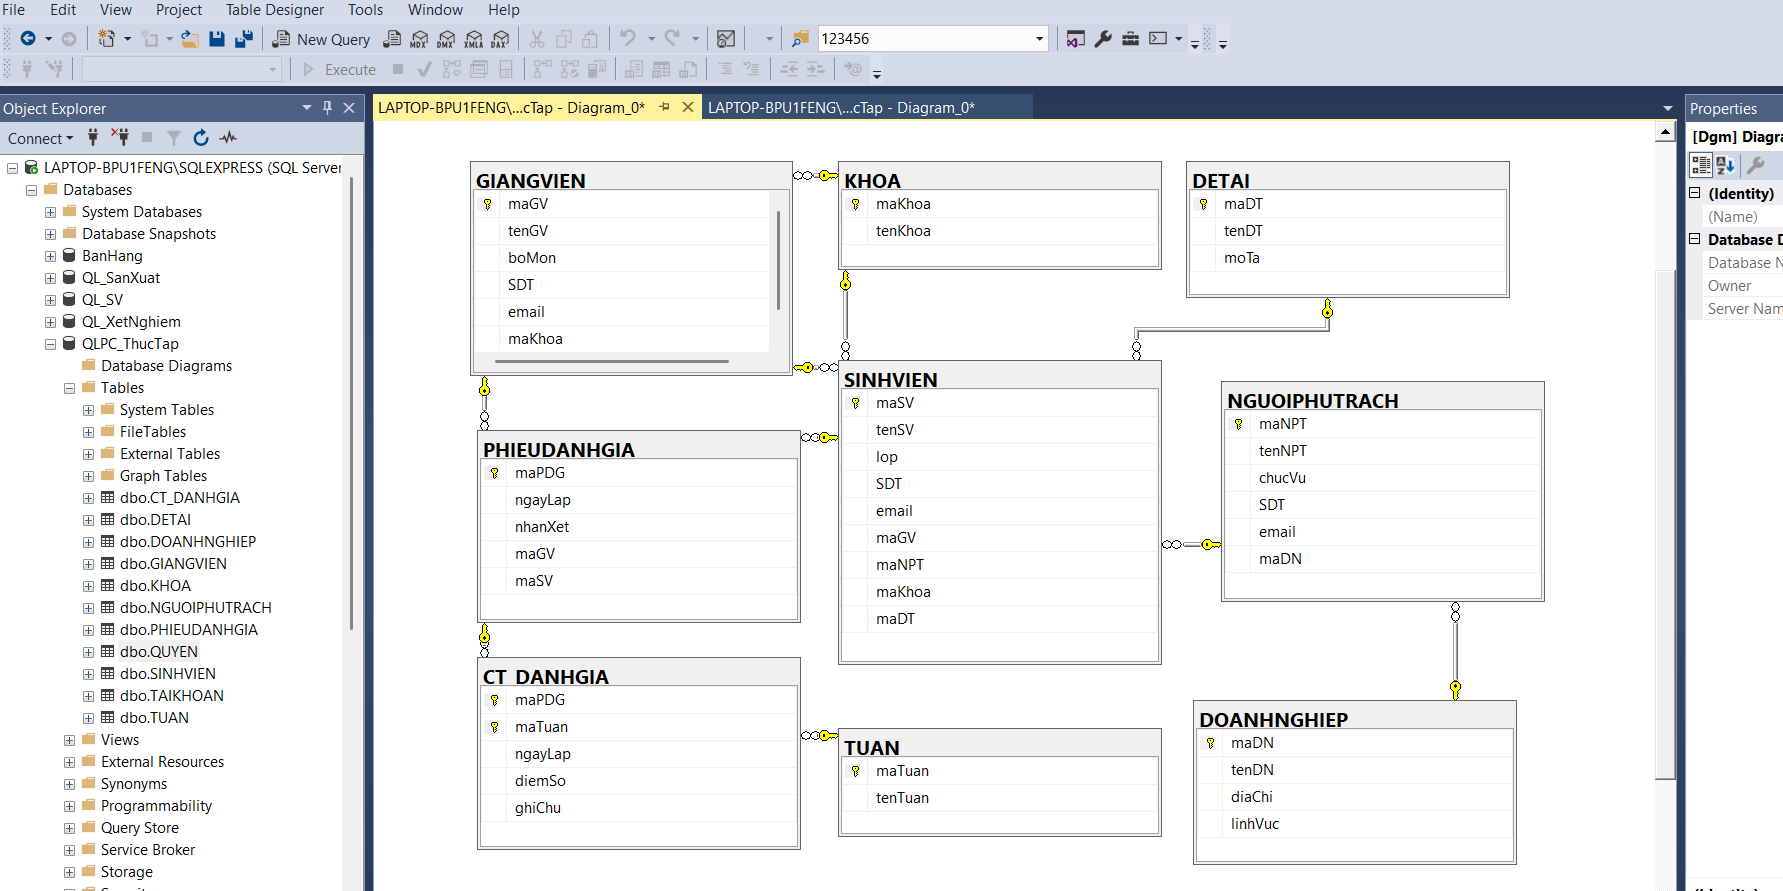 File Edit View Project Table Designer Tools Window Help
New Query MDX DMX XMLA DAX 123456
Execute
Object Explorer
Connect
LAPTOP-BPU1FENG\SQLEXPRESS (SQL Server
Databases
System Databases
Database Snapshots
BanHang
QL_SanXuat
QL_SV
QL_XetNghiem
QLPC_ThucTap
Database Diagrams
Tables
System Tables
FileTables
External Tables
Graph Tables
dbo.CT_DANHGIA
dbo.DETAI
dbo.DOANHNGHIEP
dbo.GIANGVIEN
dbo.KHOA
dbo.NGUOIPHUTRACH
dbo.PHIEUDANHGIA
dbo.QUYEN
dbo.SINHVIEN
dbo.TAIKHOAN
dbo.TUAN
Views
External Resources
Synonyms
Programmability
Query Store
Service Broker
Storage
LAPTOP-BPU1FENG\...cTap - Diagram_0* LAPTOP-BPU1FENG\...cTap - Diagram_0*
GIANGVIEN
maGV
tenGV
boMon
SDT
email
maKhoa
KHOA
maKhoa
tenKhoa
DETAI
maDT
tenDT
moTa
PHIEUDANHGIA
maPDG
ngayLap
nhanXet
maGV
maSV
SINHVIEN
maSV
tenSV
lop
SDT
email
maGV
maNPT
maKhoa
maDT
NGUOIPHUTRACH
maNPT
tenNPT
chucVu
SDT
email
maDN
CT_DANHGIA
maPDG
maTuan
ngayLap
diemSo
ghiChu
TUAN
maTuan
tenTuan
DOANHNGHIEP
maDN
tenDN
diaChi
linhVuc
Properties
[Dgm] Diagra
(Identity)
(Name)
Database D
Database N
Owner
Server Nam